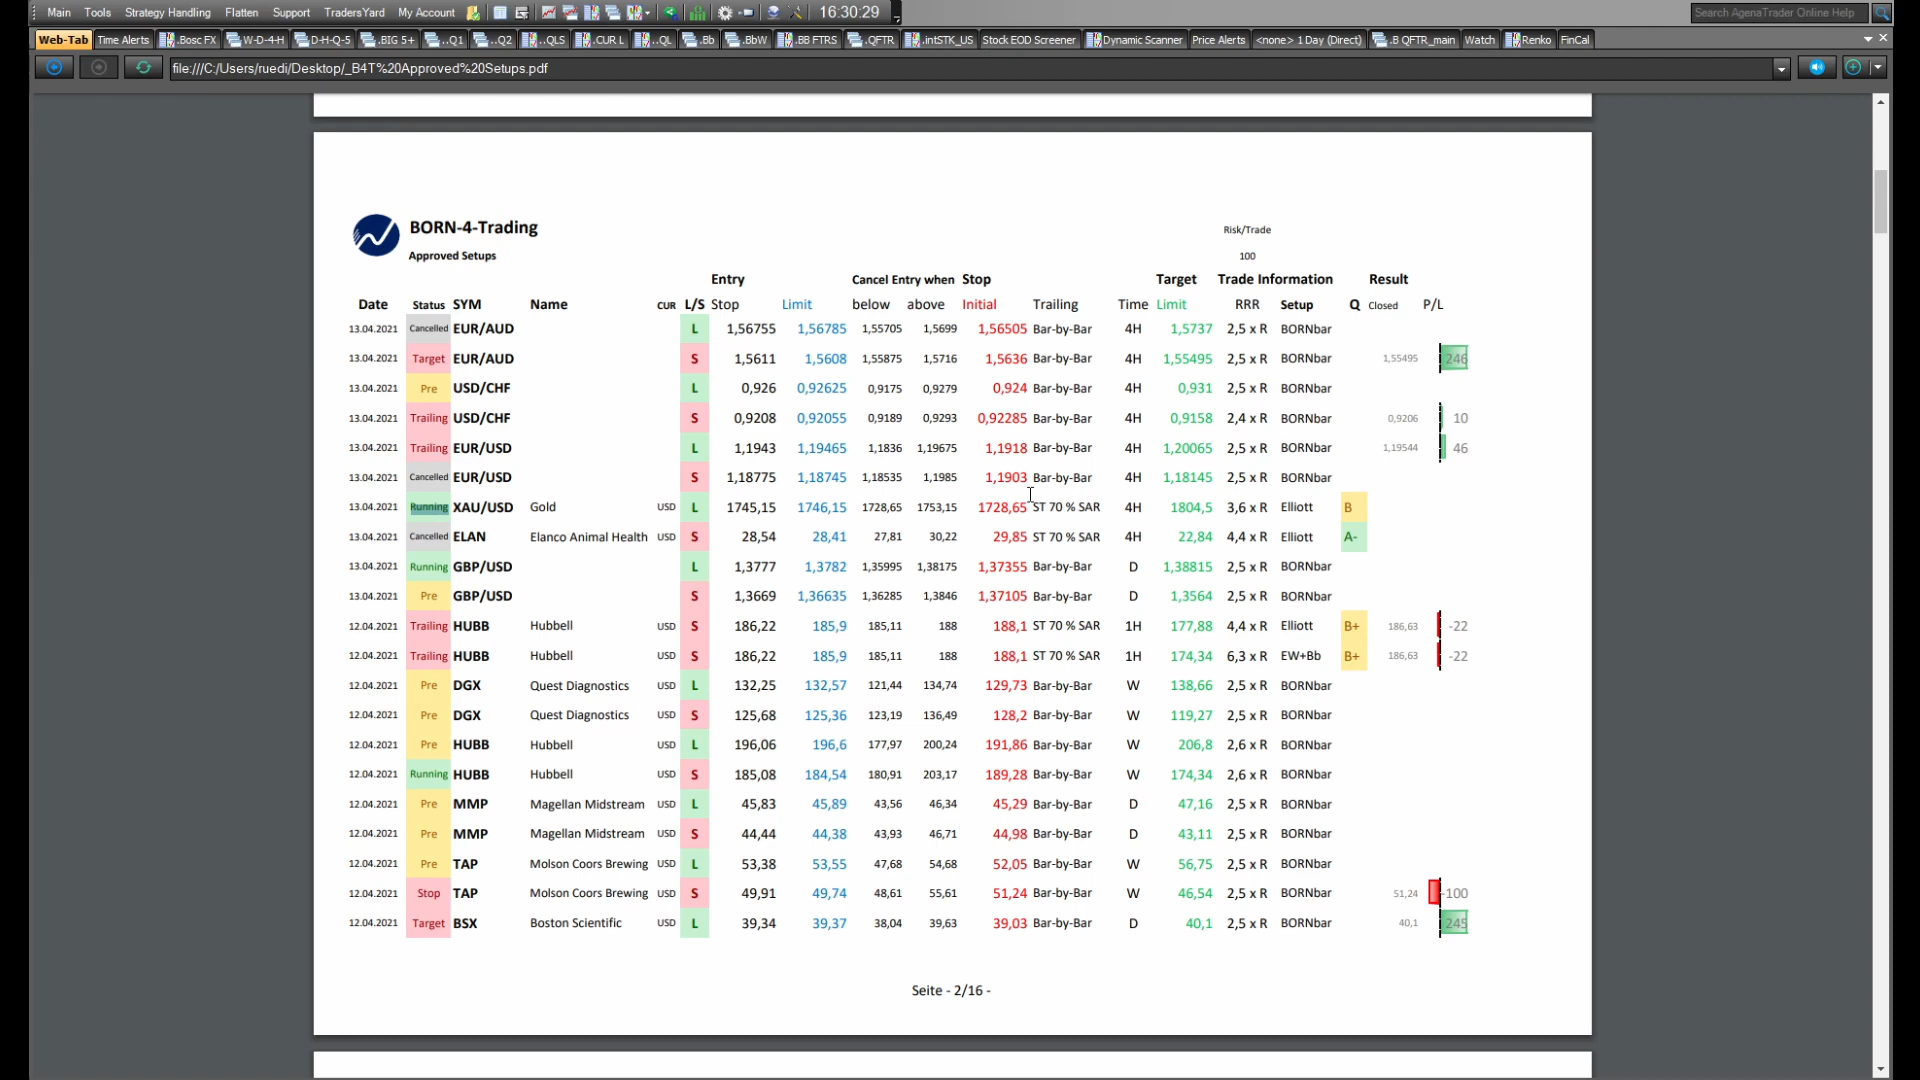 Main Tools Strategy Handling Flatten Support TradersYard My Account 16:30:29 Search AgenaTrader Online Help
Web-Tab Time Alerts .Bosc FX W-D-4-H D-H-Q-5 .BIG 5+ ..Q1 ..Q2 ..QLS .CUR L .QL .Bb .BbW .BB FTRS .QFTR .intSTK_US Stock EOD Screener Dynamic Scanner Price Alerts <none> 1 Day (Direct) .B QFTR_main Watch Renko FinCal
file:///C:/Users/ruedi/Desktop/_B4T%20Approved%20Setups.pdf
BORN-4-Trading Risk/Trade
Approved Setups 100
Entry Cancel Entry when Stop Target Trade Information Result
Date Status SYM Name CUR L/S Stop Limit below above Initial Trailing Time Limit RRR Setup Q Closed P/L
13.04.2021 Cancelled EUR/AUD L 1,56755 1,56785 1,55705 1,5699 1,56505 Bar-by-Bar 4H 1,5737 2,5 x R BORNbar
13.04.2021 Target EUR/AUD S 1,5611 1,5608 1,55875 1,5716 1,5636 Bar-by-Bar 4H 1,55495 2,5 x R BORNbar 1,55495 246
13.04.2021 Pre USD/CHF L 0,926 0,92625 0,9175 0,9279 0,924 Bar-by-Bar 4H 0,931 2,5 x R BORNbar
13.04.2021 Trailing USD/CHF S 0,9208 0,92055 0,9189 0,9293 0,92285 Bar-by-Bar 4H 0,9158 2,4 x R BORNbar 0,9206 10
13.04.2021 Trailing EUR/USD L 1,1943 1,19465 1,1836 1,19675 1,1918 Bar-by-Bar 4H 1,20065 2,5 x R BORNbar 1,19544 46
13.04.2021 Cancelled EUR/USD S 1,18775 1,18745 1,18535 1,1985 1,1903 Bar-by-Bar 4H 1,18145 2,5 x R BORNbar
13.04.2021 Running XAU/USD Gold USD L 1745,15 1746,15 1728,65 1753,15 1728,65 ST 70 % SAR 4H 1804,5 3,6 x R Elliott B
13.04.2021 Cancelled ELAN Elanco Animal Health USD S 28,54 28,41 27,81 30,22 29,85 ST 70 % SAR 4H 22,84 4,4 x R Elliott A-
13.04.2021 Running GBP/USD L 1,3777 1,3782 1,35995 1,38175 1,37355 Bar-by-Bar D 1,38815 2,5 x R BORNbar
13.04.2021 Pre GBP/USD S 1,3669 1,36635 1,36285 1,3846 1,37105 Bar-by-Bar D 1,3564 2,5 x R BORNbar
12.04.2021 Trailing HUBB Hubbell USD S 186,22 185,9 185,11 188 188,1 ST 70 % SAR 1H 177,88 4,4 x R Elliott B+ 186,63 -22
12.04.2021 Trailing HUBB Hubbell USD S 186,22 185,9 185,11 188 188,1 ST 70 % SAR 1H 174,34 6,3 x R EW+Bb B+ 186,63 -22
12.04.2021 Pre DGX Quest Diagnostics USD L 132,25 132,57 121,44 134,74 129,73 Bar-by-Bar W 138,66 2,5 x R BORNbar
12.04.2021 Pre DGX Quest Diagnostics USD S 125,68 125,36 123,19 136,49 128,2 Bar-by-Bar W 119,27 2,5 x R BORNbar
12.04.2021 Pre HUBB Hubbell USD L 196,06 196,6 177,97 200,24 191,86 Bar-by-Bar W 206,8 2,6 x R BORNbar
12.04.2021 Running HUBB Hubbell USD S 185,08 184,54 180,91 203,17 189,28 Bar-by-Bar W 174,34 2,6 x R BORNbar
12.04.2021 Pre MMP Magellan Midstream USD L 45,83 45,89 43,56 46,34 45,29 Bar-by-Bar D 47,16 2,5 x R BORNbar
12.04.2021 Pre MMP Magellan Midstream USD S 44,44 44,38 43,93 46,71 44,98 Bar-by-Bar D 43,11 2,5 x R BORNbar
12.04.2021 Pre TAP Molson Coors Brewing USD L 53,38 53,55 47,68 54,68 52,05 Bar-by-Bar W 56,75 2,5 x R BORNbar
12.04.2021 Stop TAP Molson Coors Brewing USD S 49,91 49,74 48,61 55,61 51,24 Bar-by-Bar W 46,54 2,5 x R BORNbar 51,24 -100
12.04.2021 Target BSX Boston Scientific USD L 39,34 39,37 38,04 39,63 39,03 Bar-by-Bar D 40,1 2,5 x R BORNbar 40,1 245
Seite - 2/16 -